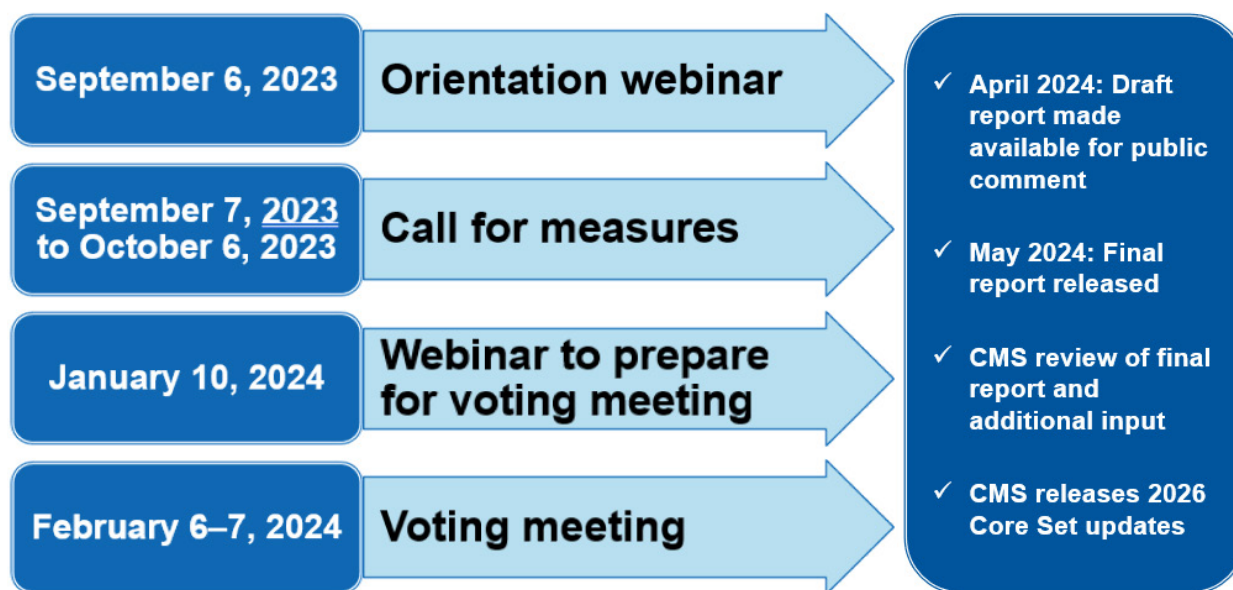 September 6, 2023
Orientation webinar
September 7, 2023
to October 6, 2023
Call for measures
January 10, 2024
Webinar to prepare
for voting meeting
February 6–7, 2024
Voting meeting
✓ April 2024: Draft
report made
available for public
comment
✓ May 2024: Final
report released
✓ CMS review of final
report and
additional input
✓ CMS releases 2026
Core Set updates